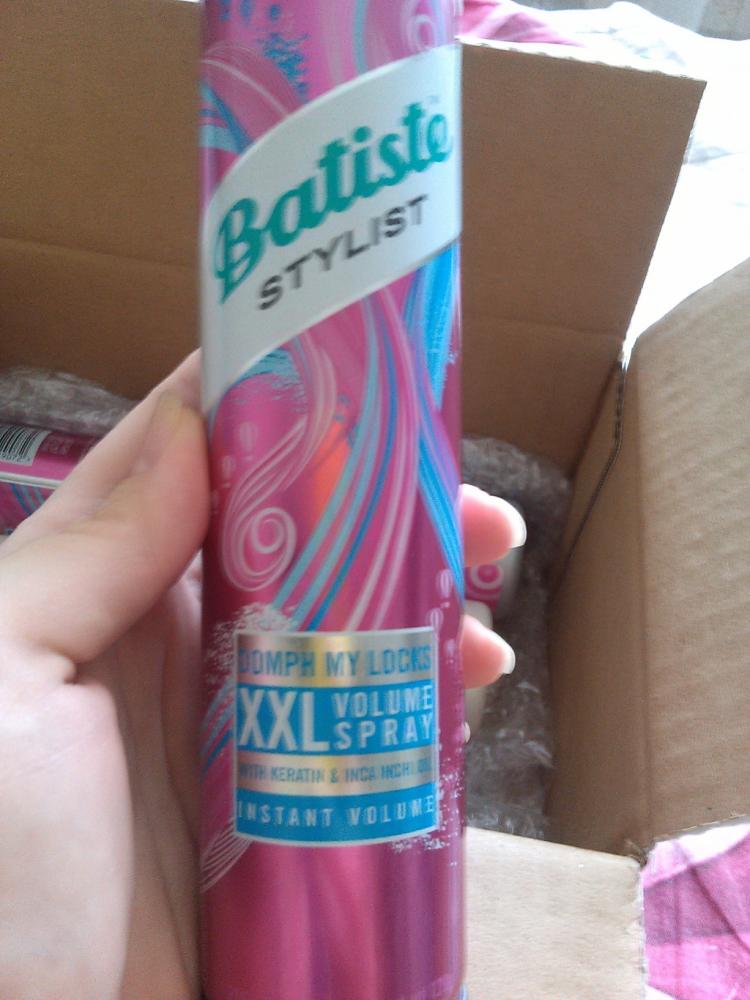 Batiste
STYLIST
OOMPH MY LOCKS
XXL VOLUME
SPRAY
WITH KERATIN & INCA INCHI OIL
INSTANT VOLUME